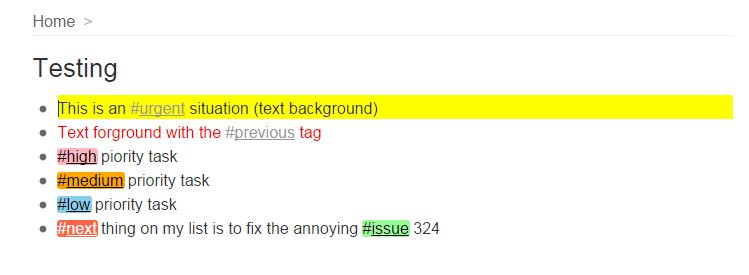 Home >
Testing
This is an #urgent situation (text background)
Text forground with the #previous tag
#high piority task
#medium priority task
#low priority task
#next thing on my list is to fix the annoying #issue 324